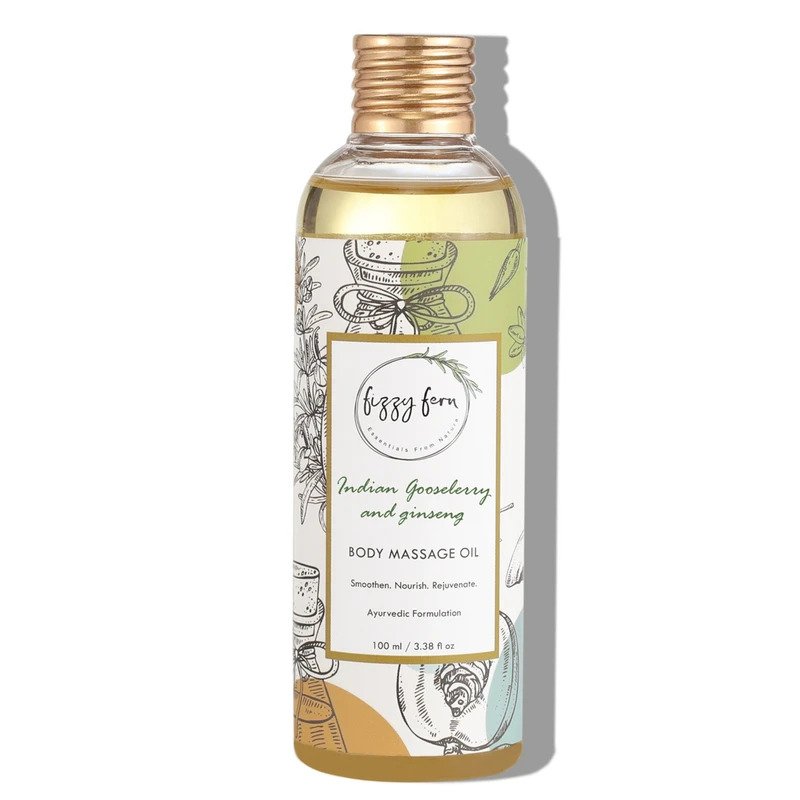 fizzy fern
Essentials From Nature
Indian Gooseberry
and ginseng
BODY MASSAGE OIL
Smoothen. Nourish. Rejuvenate.
Ayurvedic Formulation
100 ml / 3.38 fl oz